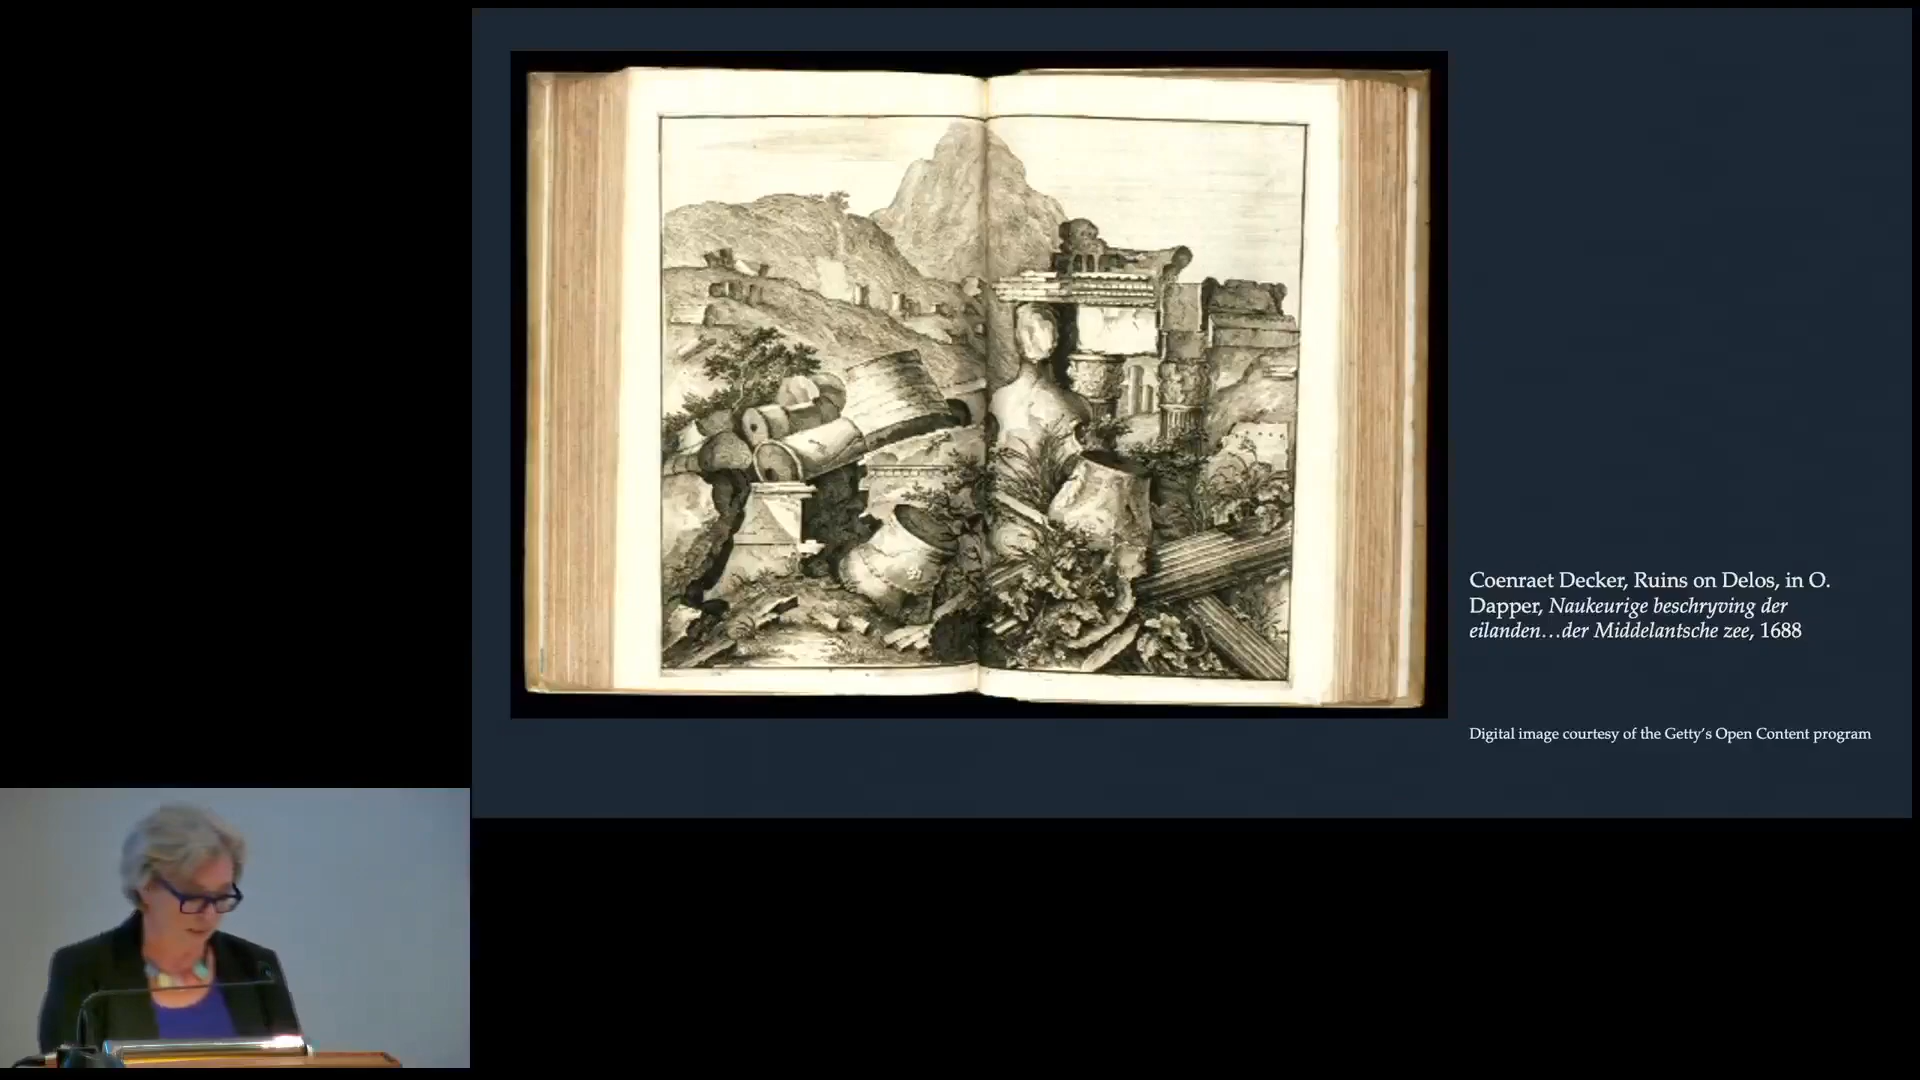 Coenraet Decker, Ruins on Delos, in O.
Dapper, Naukeurige beschryving der
eilanden…der Middelantsche zee, 1688
Digital image courtesy of the Getty's Open Content program